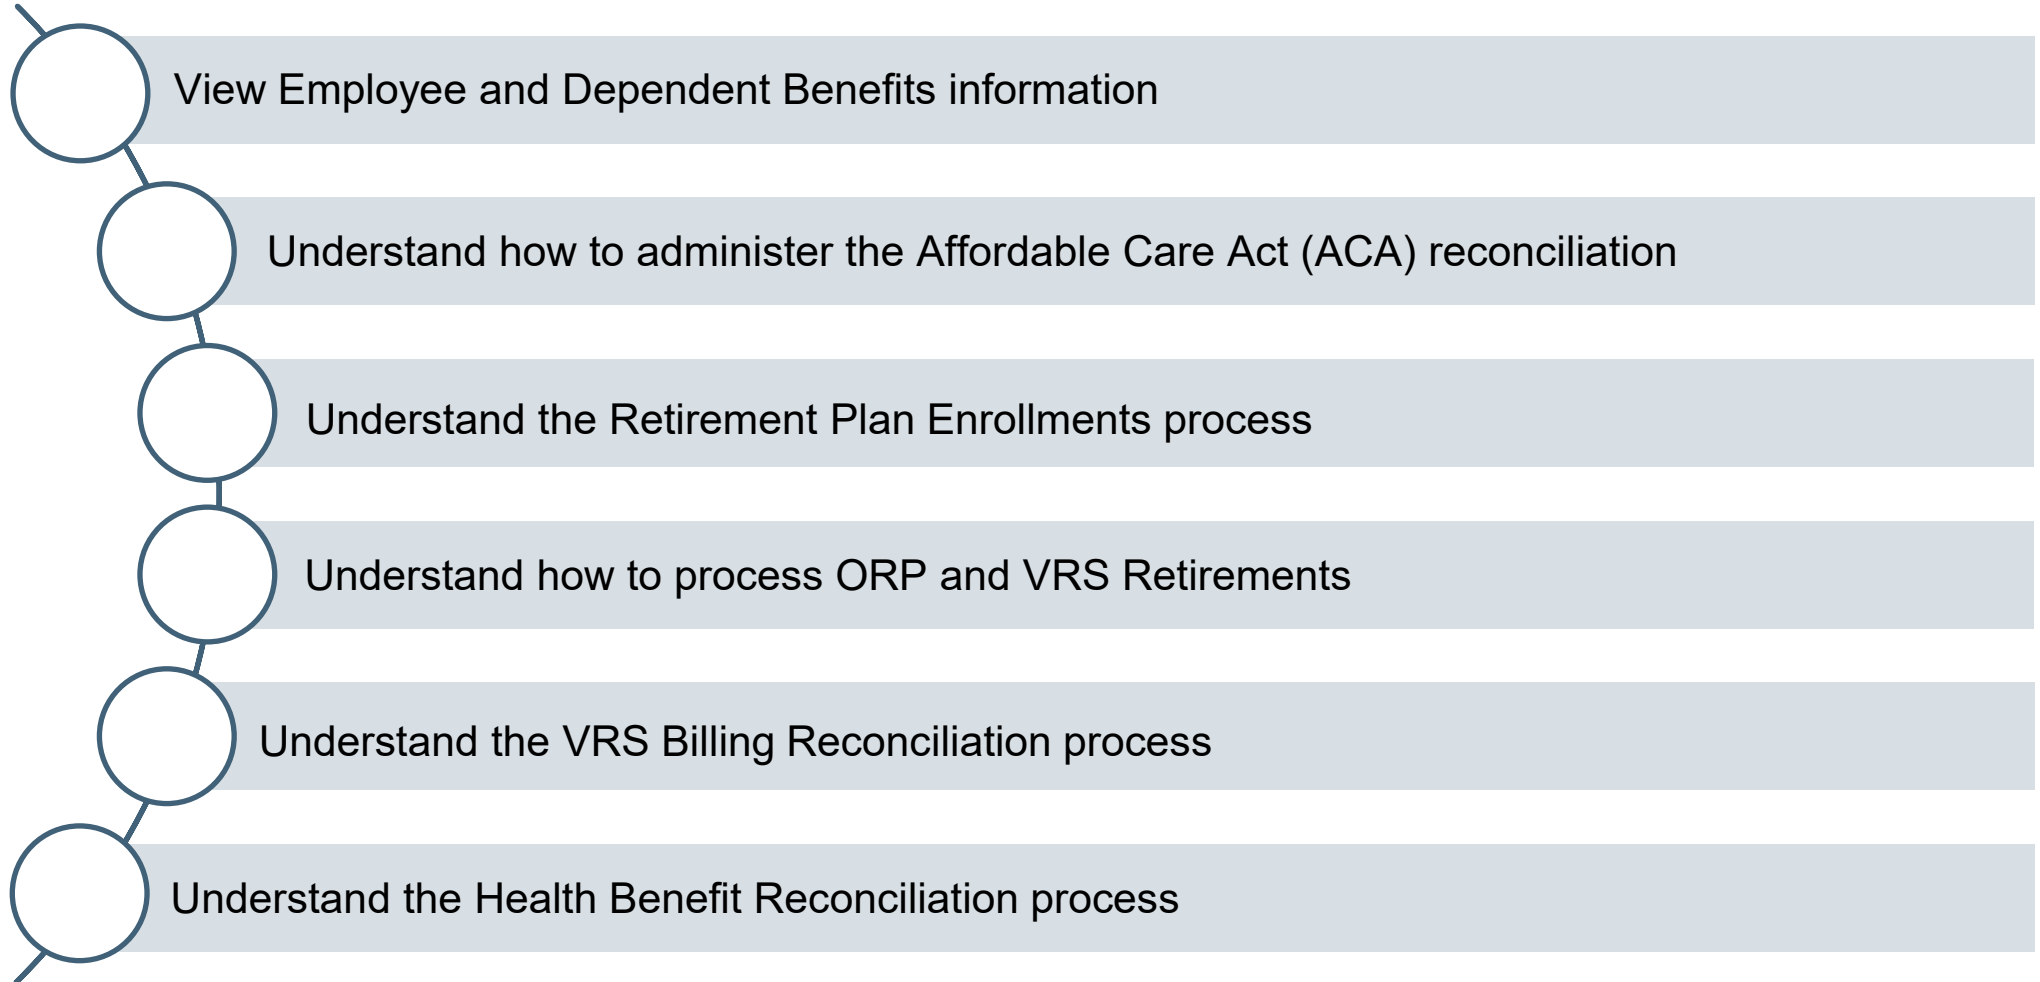 View Employee and Dependent Benefits information
Understand how to administer the Affordable Care Act (ACA) reconciliation
Understand the Retirement Plan Enrollments process
Understand how to process ORP and VRS Retirements
Understand the VRS Billing Reconciliation process
Understand the Health Benefit Reconciliation process